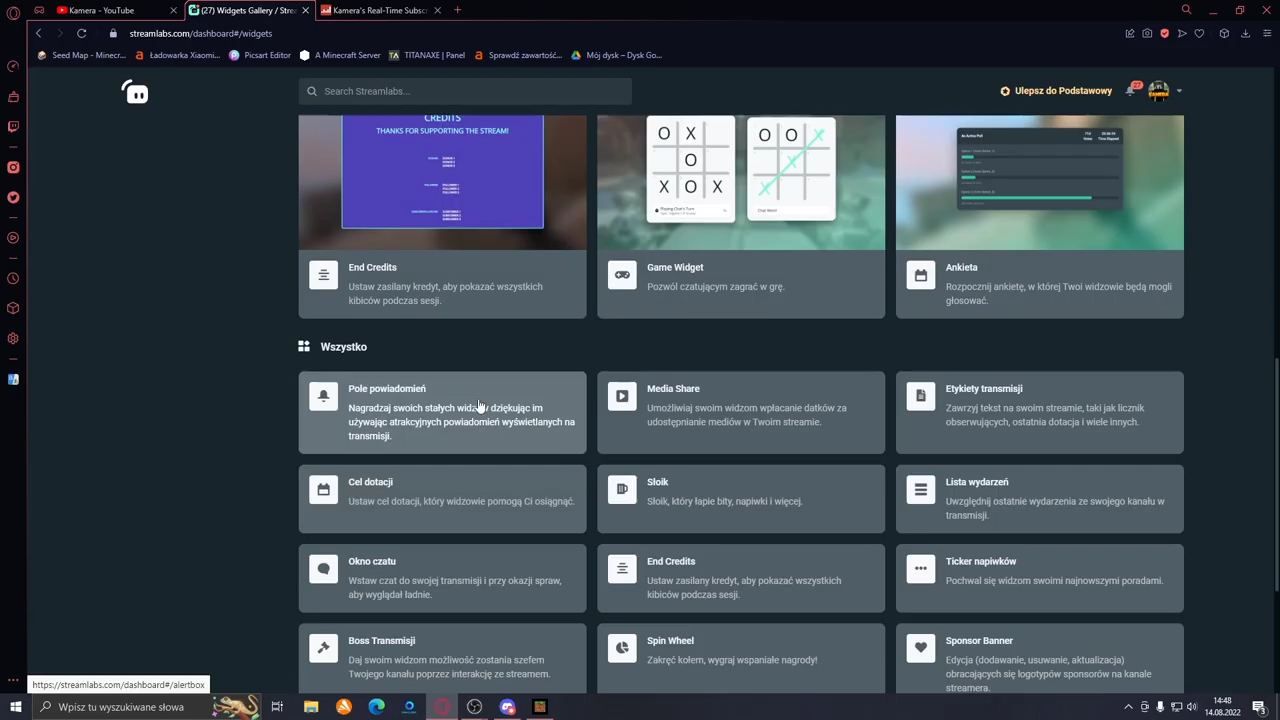 Kamera - YouTube
(27) Widgets Gallery / Stre
Kamera's Real-Time Subsc
streamlabs.com/dashboard#/widgets
Seed Map - Minecr...
Ładowarka Xiaomi...
Picsart Editor
A Minecraft Server
TITANAXE | Panel
Sprawdź zawartość...
Mój dysk – Dysk Go...
Search Streamlabs...
Ulepsz do Podstawowy
27
CREDITS
THANKS FOR SUPPORTING THE STREAM!
O X
O
X O X
O O X
X
X
End Credits
Ustaw zasilany kredyt, aby pokazać wszystkich
kibiców podczas sesji.
Game Widget
Pozwól czatującym zagrać w grę.
Ankieta
Rozpocznij ankietę, w której Twoi widzowie będą mogli
głosować.
Wszystko
Pole powiadomień
Nagradzaj swoich stałych widzów dziękując im
używając atrakcyjnych powiadomień wyświetlanych na
transmisji.
Media Share
Umożliwiaj swoim widzom wpłacanie datków za
udostępnianie mediów w Twoim streamie.
Etykiety transmisji
Zawrzyj tekst na swoim streamie, taki jak licznik
obserwujących, ostatnia dotacja i wiele innych.
Cel dotacji
Ustaw cel dotacji, który widzowie pomogą Ci osiągnąć.
Słoik
Słoik, który łapie bity, napiwki i więcej.
Lista wydarzeń
Uwzględnij ostatnie wydarzenia ze swojego kanału w
transmisji.
Okno czatu
Wstaw czat do swojej transmisji i przy okazji spraw,
aby wyglądał ładnie.
End Credits
Ustaw zasilany kredyt, aby pokazać wszystkich
kibiców podczas sesji.
Ticker napiwków
Pochwal się widzom swoimi najnowszymi poradami.
Boss Transmisji
Daj swoim widzom możliwość zostania szefem
Twojego kanału poprzez interakcję ze streamem.
Spin Wheel
Zakręć kołem, wygraj wspaniałe nagrody!
Sponsor Banner
Edycja (dodawanie, usuwanie, aktualizacja)
obracających się logotypów sponsorów na kanale
streamera.
https://streamlabs.com/dashboard#/alertbox
Wpisz tu wyszukiwane słowa
14:48
14.08.2022